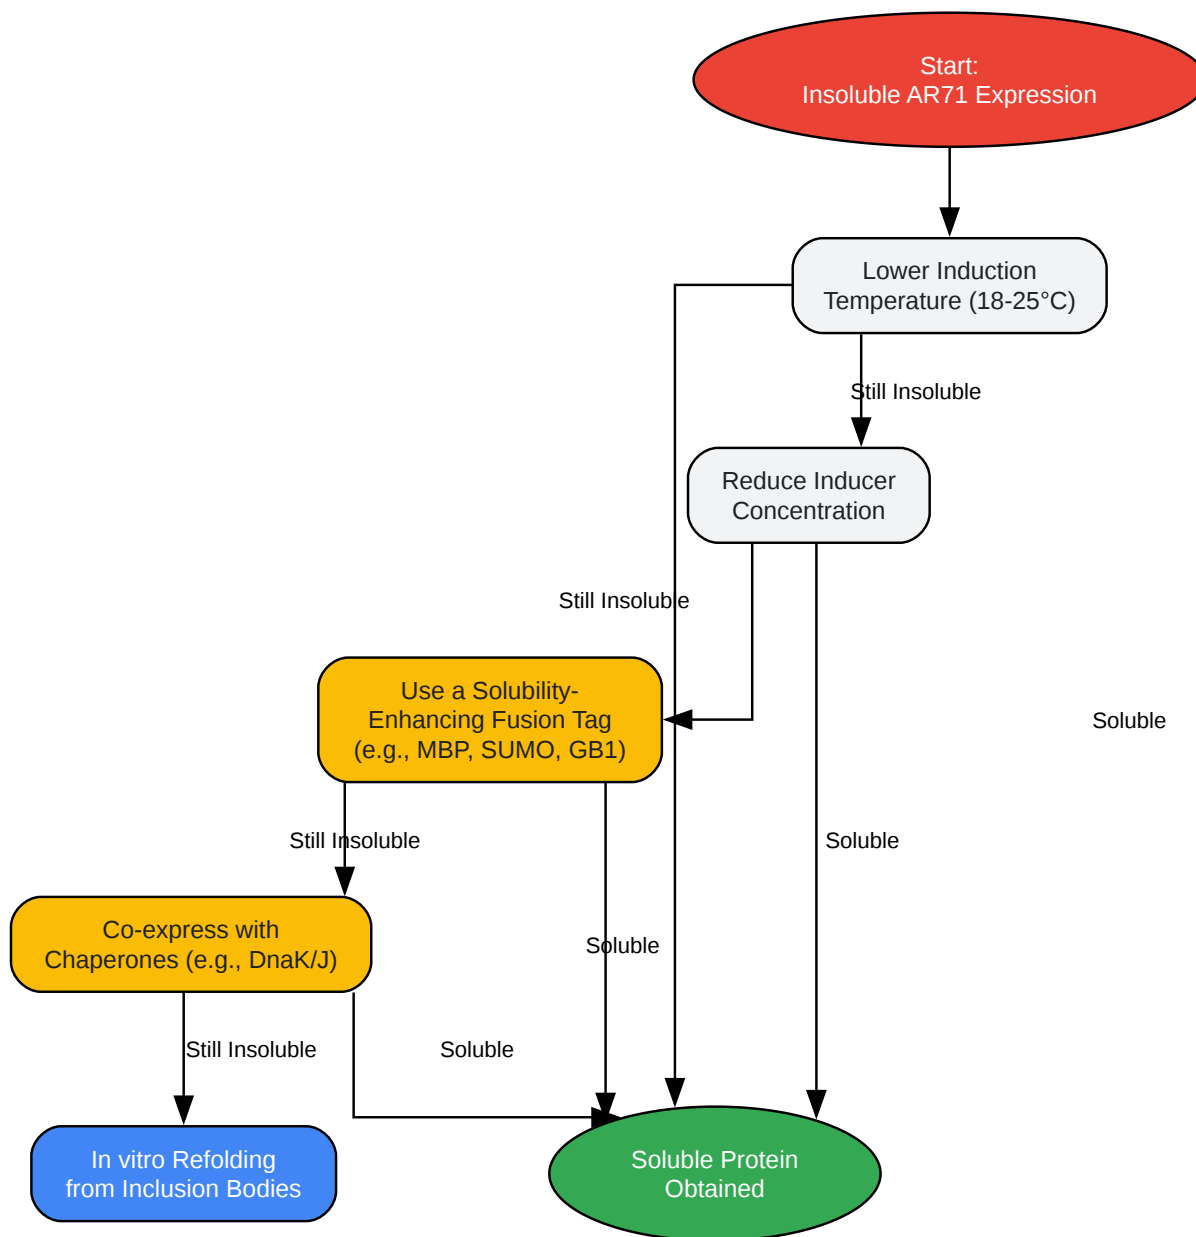 Start:
Insoluble AR71 Expression
Lower Induction
Temperature (18-25°C)
Still Insoluble
Reduce Inducer
Concentration
Still Insoluble
Use a Solubility-
Enhancing Fusion Tag
(e.g., MBP, SUMO, GB1)
Soluble
Still Insoluble
Soluble
Co-express with
Chaperones (e.g., DnaK/J)
Soluble
Still Insoluble
Soluble
In vitro Refolding
from Inclusion Bodies
Soluble Protein
Obtained